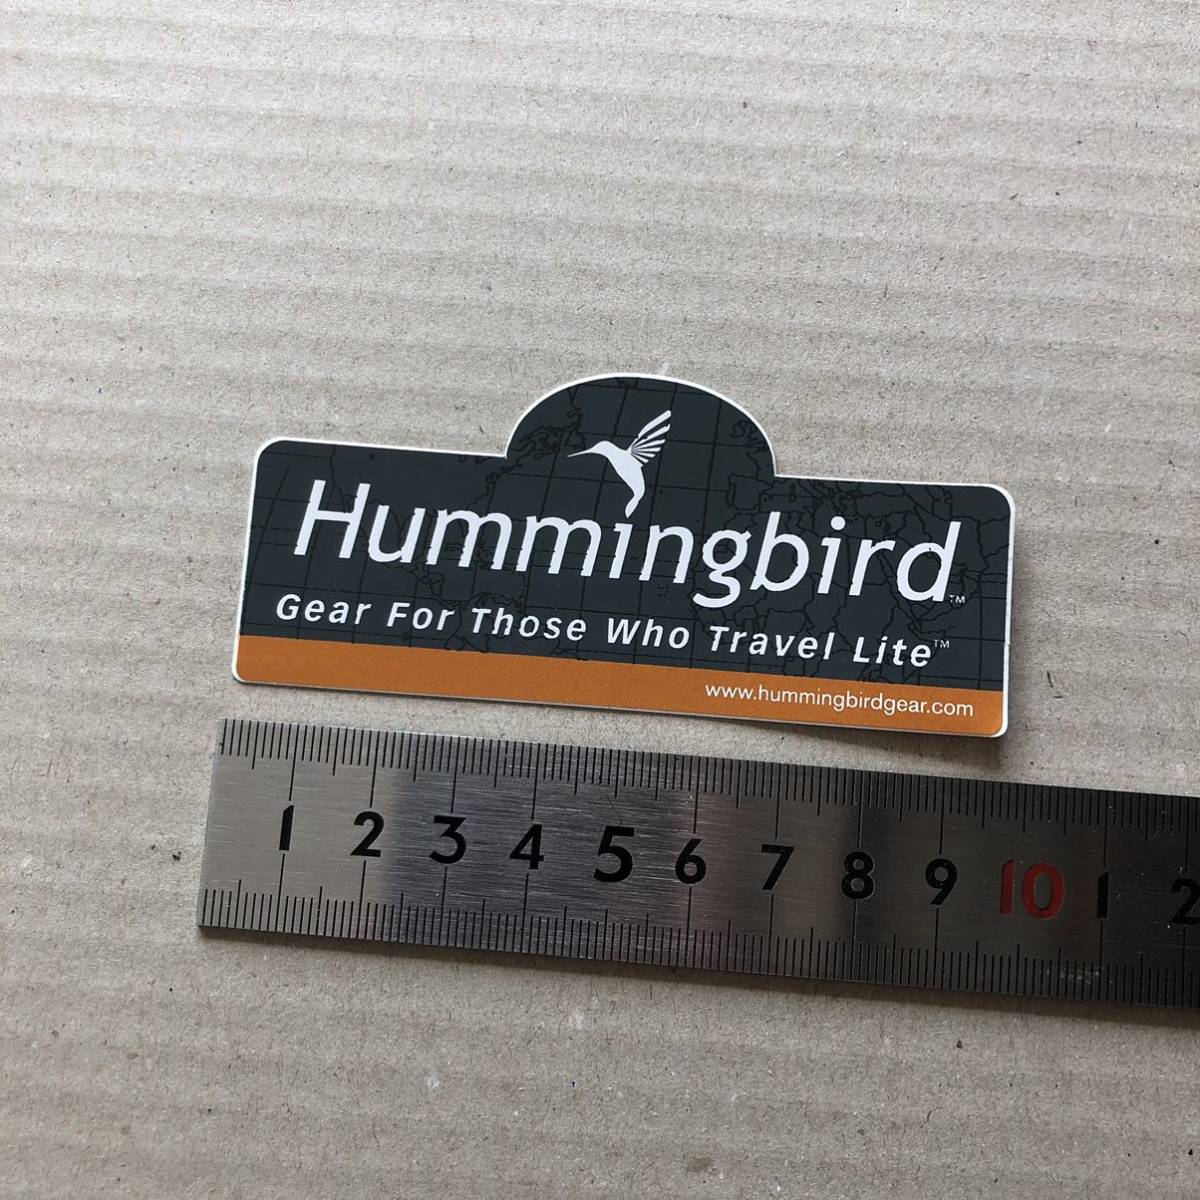 Hummingbird™
Gear For Those Who Travel Lite™
www.hummingbirdgear.com
1 2 3 4 5 6 7 8 9 10 1 2